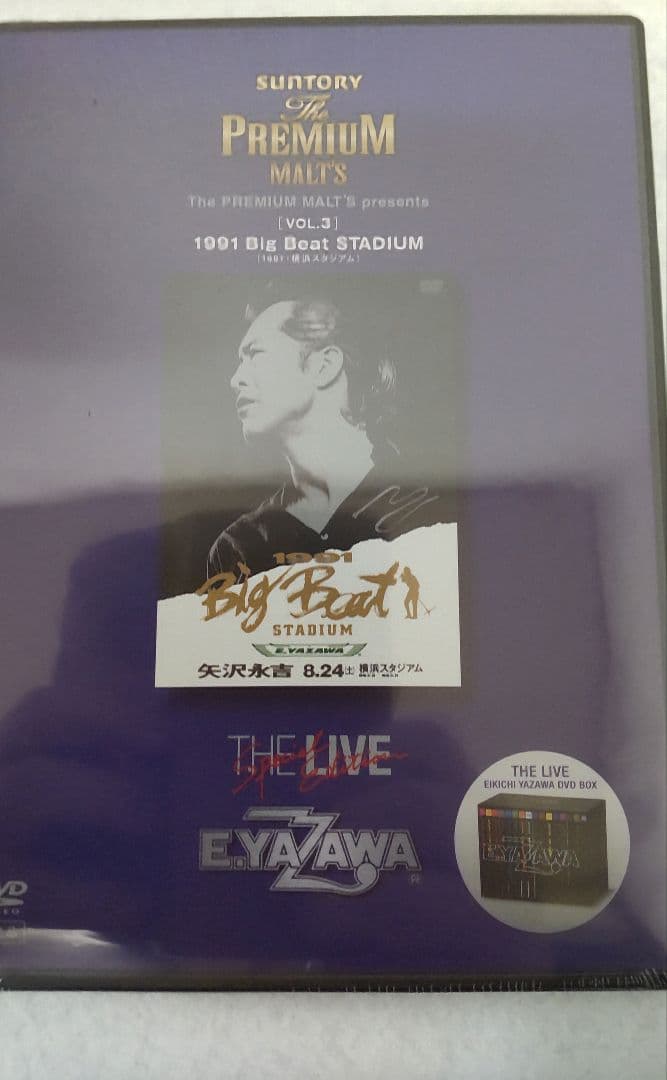 SUNTORY
The
PREMIUM
MALT'S
The PREMIUM MALT'S presents
[VOL.3]
1991 Big Beat STADIUM
[1991・横浜スタジアム]
1991
Big Beat
STADIUM
E.YAZAWA
矢沢永吉 8.24(土) 横浜スタジアム
THE LIVE
Special Edition
E.YAZAWA®
THE LIVE
EIKICHI YAZAWA DVD BOX
E.YAZAWA